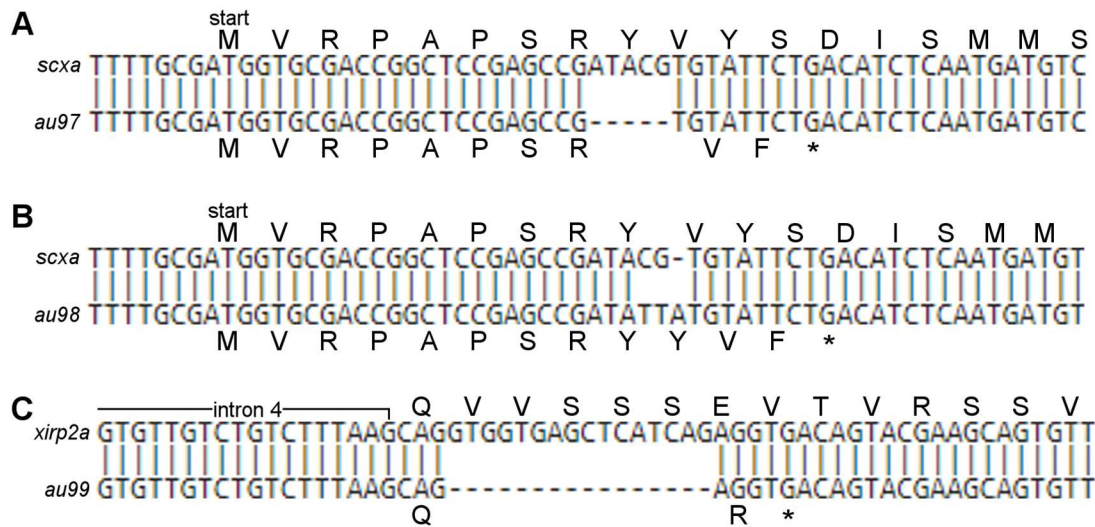 A
start
M V R P A P S R Y V Y S D I S M M S
scxa TTTTGCGATGGTGCGACCGGCTCCGAGCCGATACGTGTATTCTGACATCTCAATGATGTC
au97 TTTTGCGATGGTGCGACCGGCTCCGAGCCG-----TGTATTCTGACATCTCAATGATGTC
M V R P A P S R V F *
B
start
M V R P A P S R Y V Y S D I S M M
scxa TTTTGCGATGGTGCGACCGGCTCCGAGCCGATACG-TGTATTCTGACATCTCAATGATGT
au98 TTTTGCGATGGTGCGACCGGCTCCGAGCCGATATTATGTATTCTGACATCTCAATGATGT
M V R P A P S R Y Y V F *
C
intron 4 Q V V S S S E V T V R S S V
xirp2a GTGTTGTCTGTCTTTAAGCAGGTGGTGAGCTCATCAGAGGTGACAGTACGAAGCAGTGTT
au99 GTGTTGTCTGTCTTTAAGCAG----------------AGGTGACAGTACGAAGCAGTGTT
Q R *